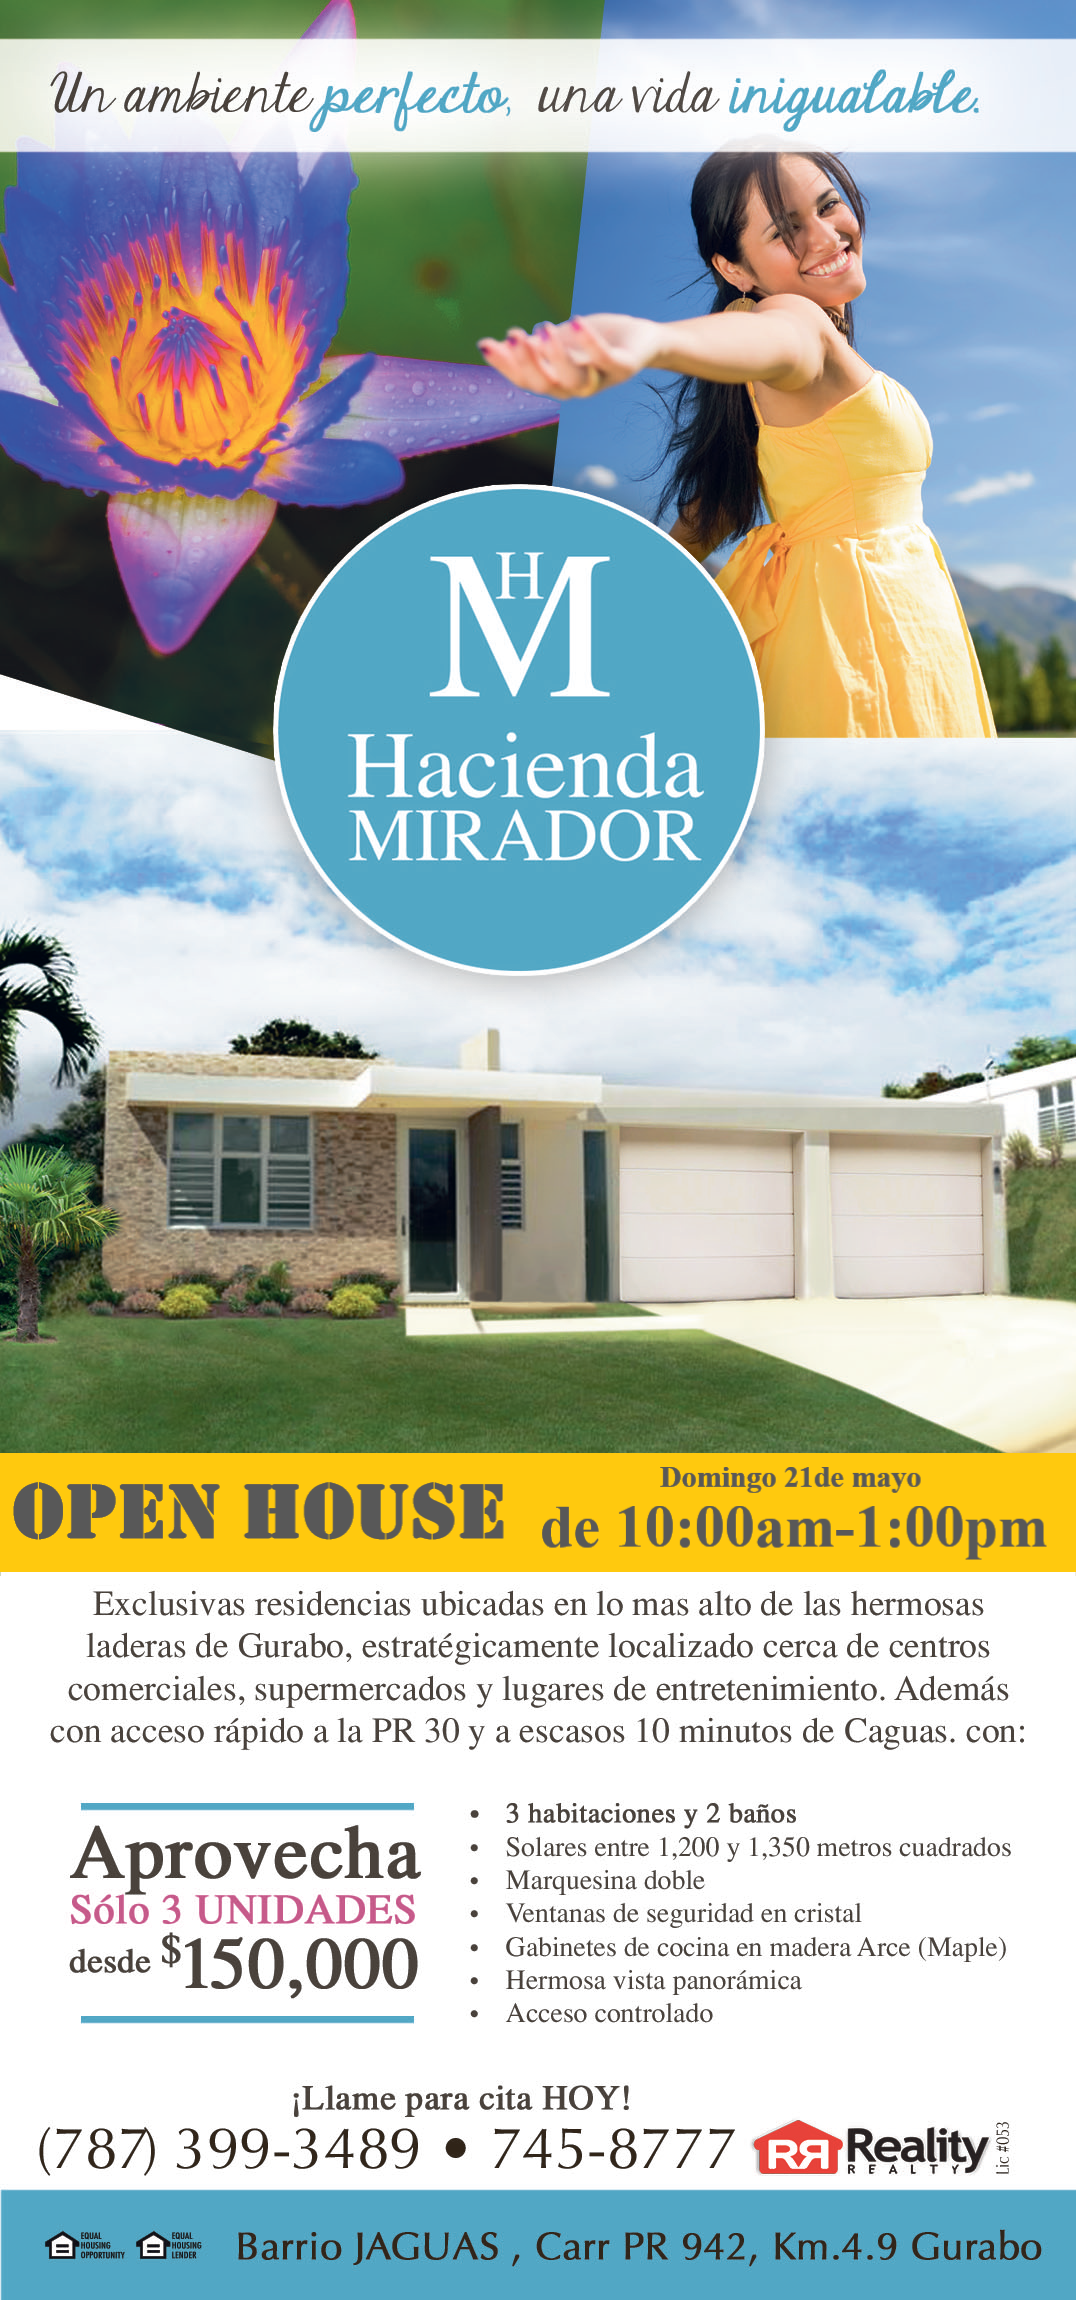 Un ambiente perfecto, una vida inigualable.
HM
Hacienda
MIRADOR
OPEN HOUSE
Domingo 21de mayo
de 10:00am-1:00pm
Exclusivas residencias ubicadas en lo mas alto de las hermosas
laderas de Gurabo, estratégicamente localizado cerca de centros
comerciales, supermercados y lugares de entretenimiento. Además
con acceso rápido a la PR 30 y a escasos 10 minutos de Caguas. con:
Aprovecha
Sólo 3 UNIDADES
desde $150,000
• 3 habitaciones y 2 baños
• Solares entre 1,200 y 1,350 metros cuadrados
• Marquesina doble
• Ventanas de seguridad en cristal
• Gabinetes de cocina en madera Arce (Maple)
• Hermosa vista panorámica
• Acceso controlado
¡Llame para cita HOY!
(787) 399-3489 • 745-8777
RR Reality
REALTY
Lic #053
EQUAL
HOUSING
OPPORTUNITY
EQUAL
HOUSING
LENDER
Barrio JAGUAS , Carr PR 942, Km.4.9 Gurabo